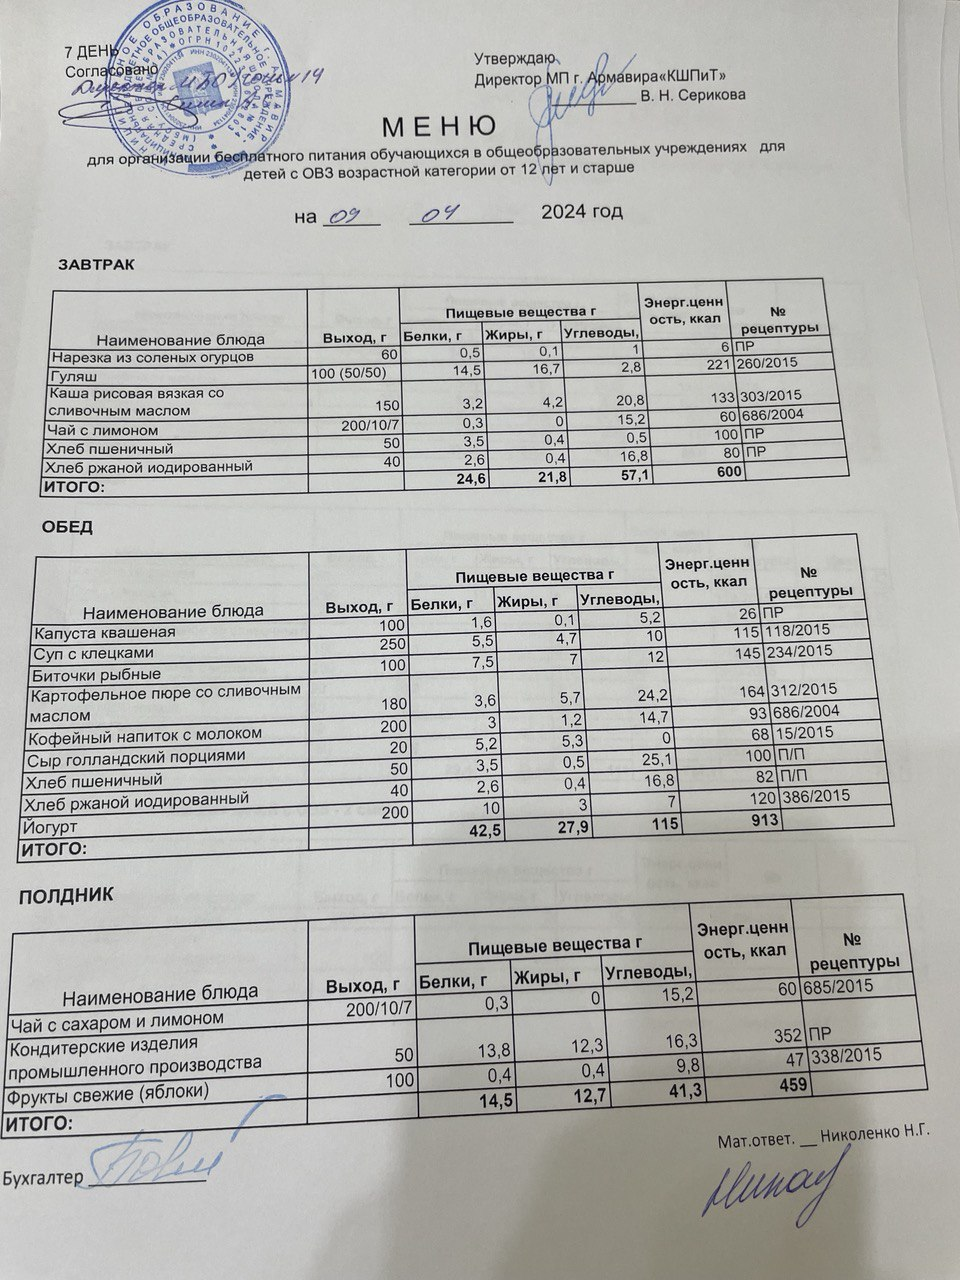 7 ДЕНЬ
Согласовано
Утверждаю
Директор МП г. Армавира«КШПиТ»
В. Н. Серикова
МЕНЮ
для организации бесплатного питания обучающихся в общеобразовательных учреждениях для
детей с ОВЗ возрастной категории от 12 лет и старше
на 09 04 2024 год
ЗАВТРАК
Наименование блюда Выход, г Пищевые вещества г Энерг.ценность, ккал № рецептуры
Белки, г Жиры, г Углеводы,
Нарезка из соленых огурцов 60 0,5 0,1 1 6 ПР
Гуляш 100 (50/50) 14,5 16,7 2,8 221 260/2015
Каша рисовая вязкая со
сливочным маслом 150 3,2 4,2 20,8 133 303/2015
Чай с лимоном 200/10/7 0,3 0 15,2 60 686/2004
Хлеб пшеничный 50 3,5 0,4 0,5 100 ПР
Хлеб ржаной иодированный 40 2,6 0,4 16,8 80 ПР
ИТОГО: 24,6 21,8 57,1 600
ОБЕД
Наименование блюда Выход, г Пищевые вещества г Энерг.ценность, ккал № рецептуры
Белки, г Жиры, г Углеводы,
Капуста квашеная 100 1,6 0,1 5,2 26 ПР
Суп с клецками 250 5,5 4,7 10 115 118/2015
Биточки рыбные 100 7,5 7 12 145 234/2015
Картофельное пюре со сливочным
маслом 180 3,6 5,7 24,2 164 312/2015
Кофейный напиток с молоком 200 3 1,2 14,7 93 686/2004
Сыр голландский порциями 20 5,2 5,3 0 68 15/2015
Хлеб пшеничный 50 3,5 0,5 25,1 100 П/П
Хлеб ржаной иодированный 40 2,6 0,4 16,8 82 П/П
Йогурт 200 10 3 7 120 386/2015
ИТОГО: 42,5 27,9 115 913
ПОЛДНИК
Наименование блюда Выход, г Пищевые вещества г Энерг.ценность, ккал № рецептуры
Белки, г Жиры, г Углеводы,
Чай с сахаром и лимоном 200/10/7 0,3 0 15,2 60 685/2015
Кондитерские изделия
промышленного производства 50 13,8 12,3 16,3 352 ПР
Фрукты свежие (яблоки) 100 0,4 0,4 9,8 47 338/2015
ИТОГО: 14,5 12,7 41,3 459
Мат.ответ. __ Николенко Н.Г.
Бухгалтер